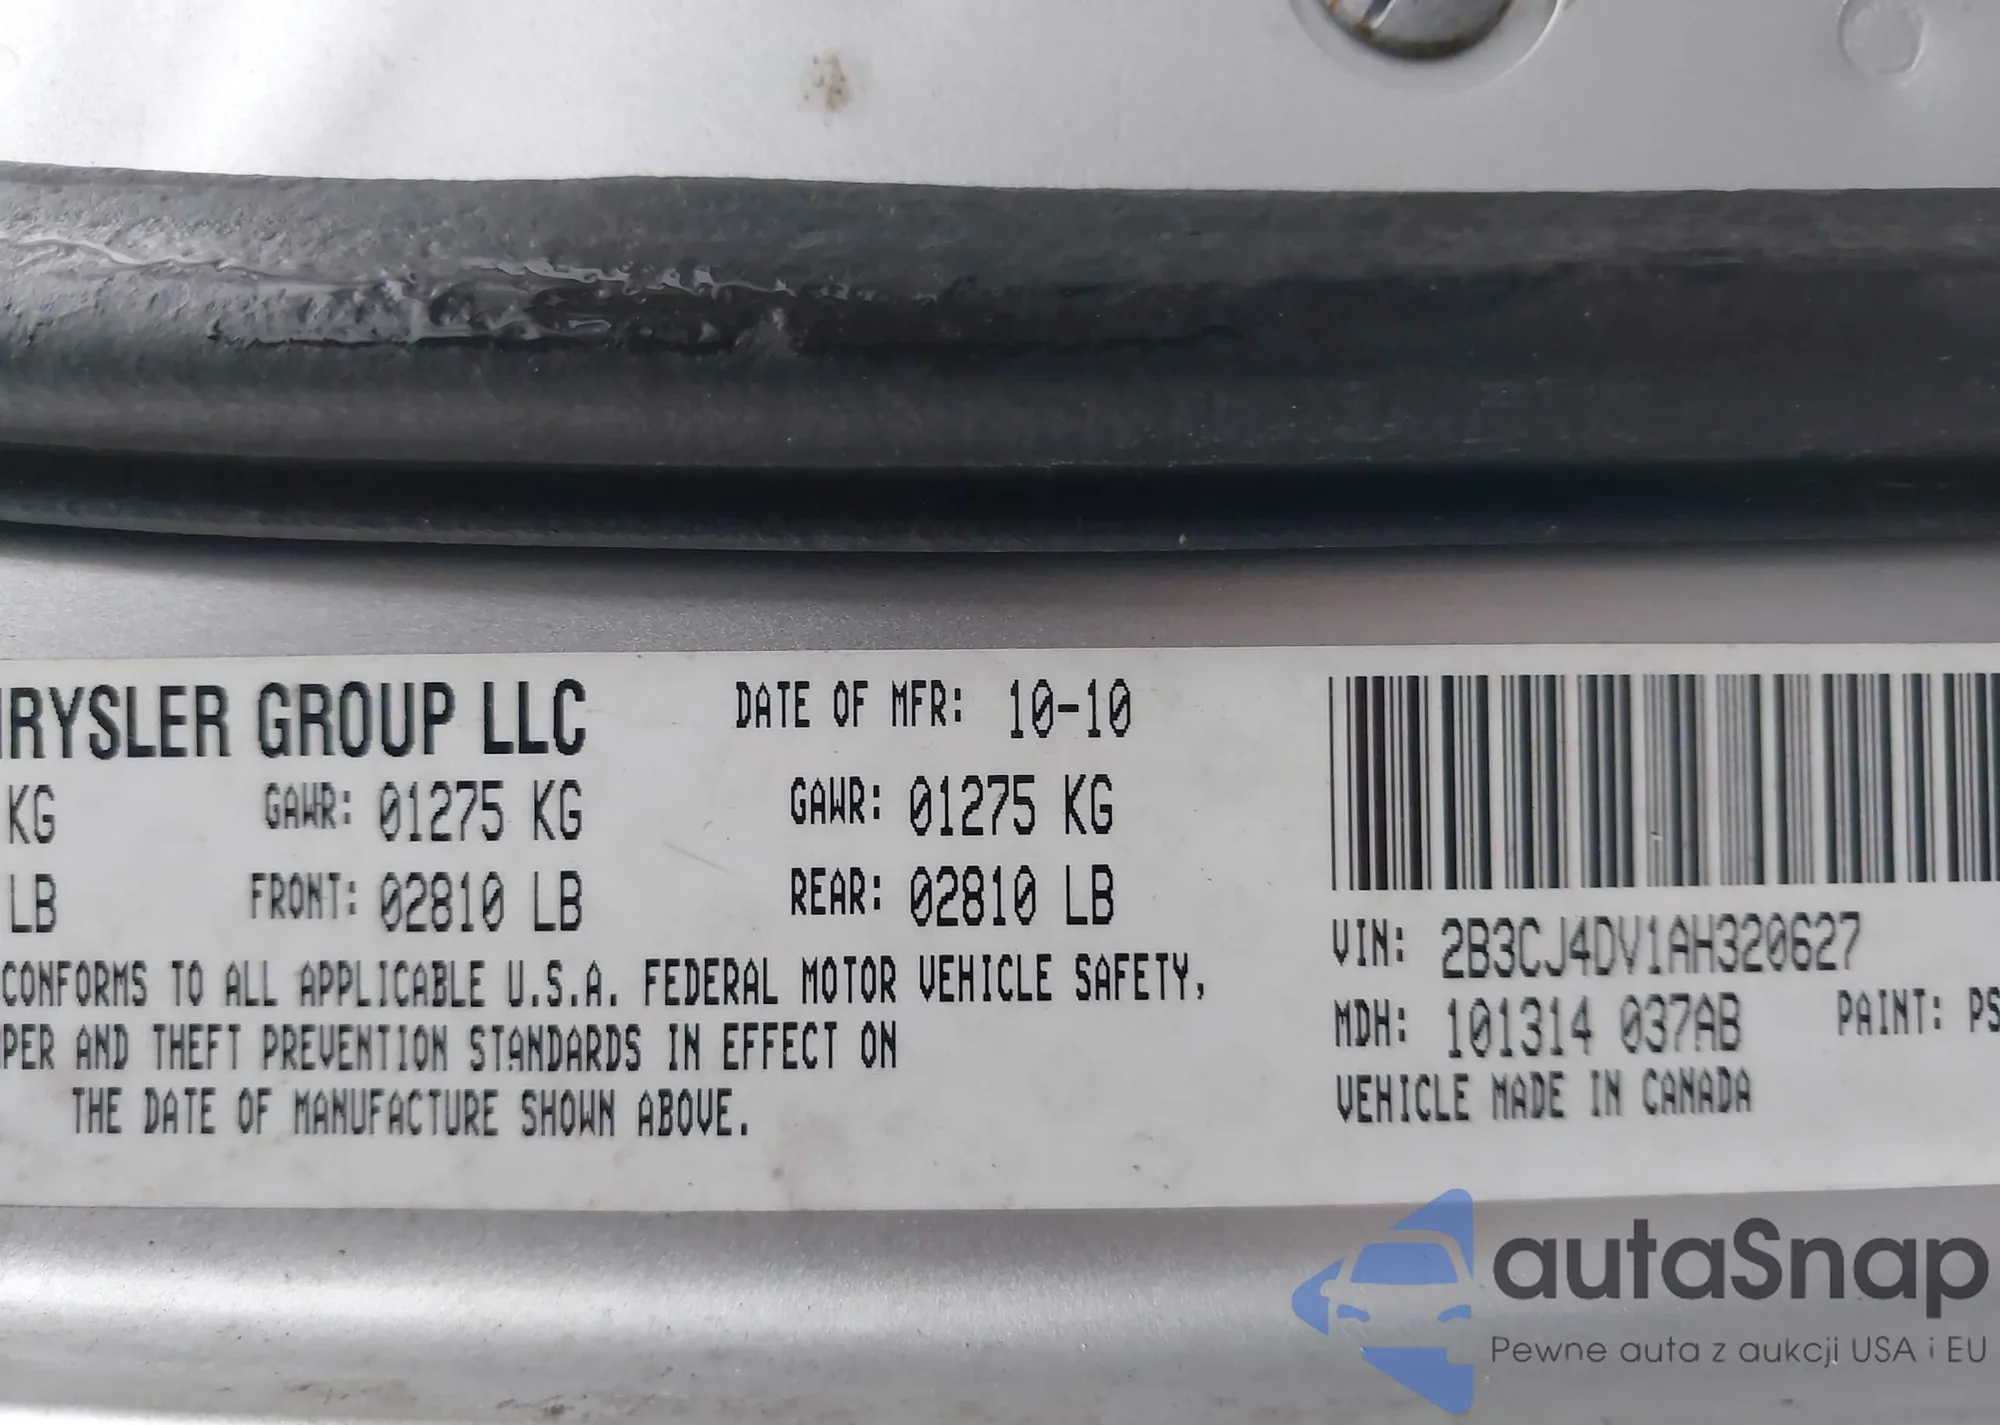 HRYSLER GROUP LLC
DATE OF MFR: 10-10
KG GAWR: 01275 KG GAWR: 01275 KG
LB FRONT: 02810 LB REAR: 02810 LB
CONFORMS TO ALL APPLICABLE U.S.A. FEDERAL MOTOR VEHICLE SAFETY,
PER AND THEFT PREVENTION STANDARDS IN EFFECT ON
THE DATE OF MANUFACTURE SHOWN ABOVE.
VIN: 2B3CJ4DV1AH320627
MDH: 101314 037AB PAINT: PS
VEHICLE MADE IN CANADA
autaSnap
Pewne auta z aukcji USA i EU